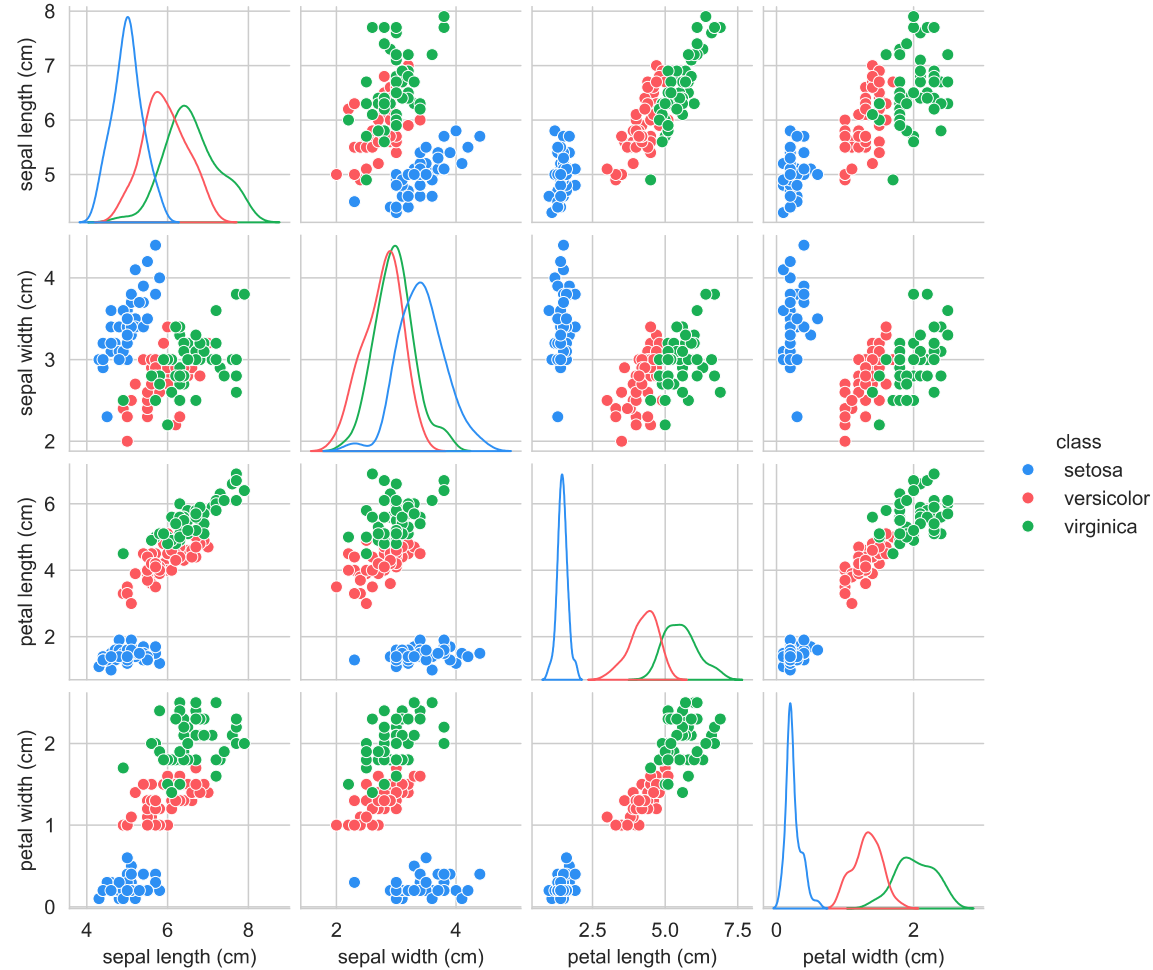 8
7
6
5
sepal length (cm)
4
3
2
sepal width (cm)
6
4
2
petal length (cm)
2
1
0
petal width (cm)
4 6 8
sepal length (cm)
2 4
sepal width (cm)
2.5 5.0 7.5
petal length (cm)
0 2
petal width (cm)
class
setosa
versicolor
virginica